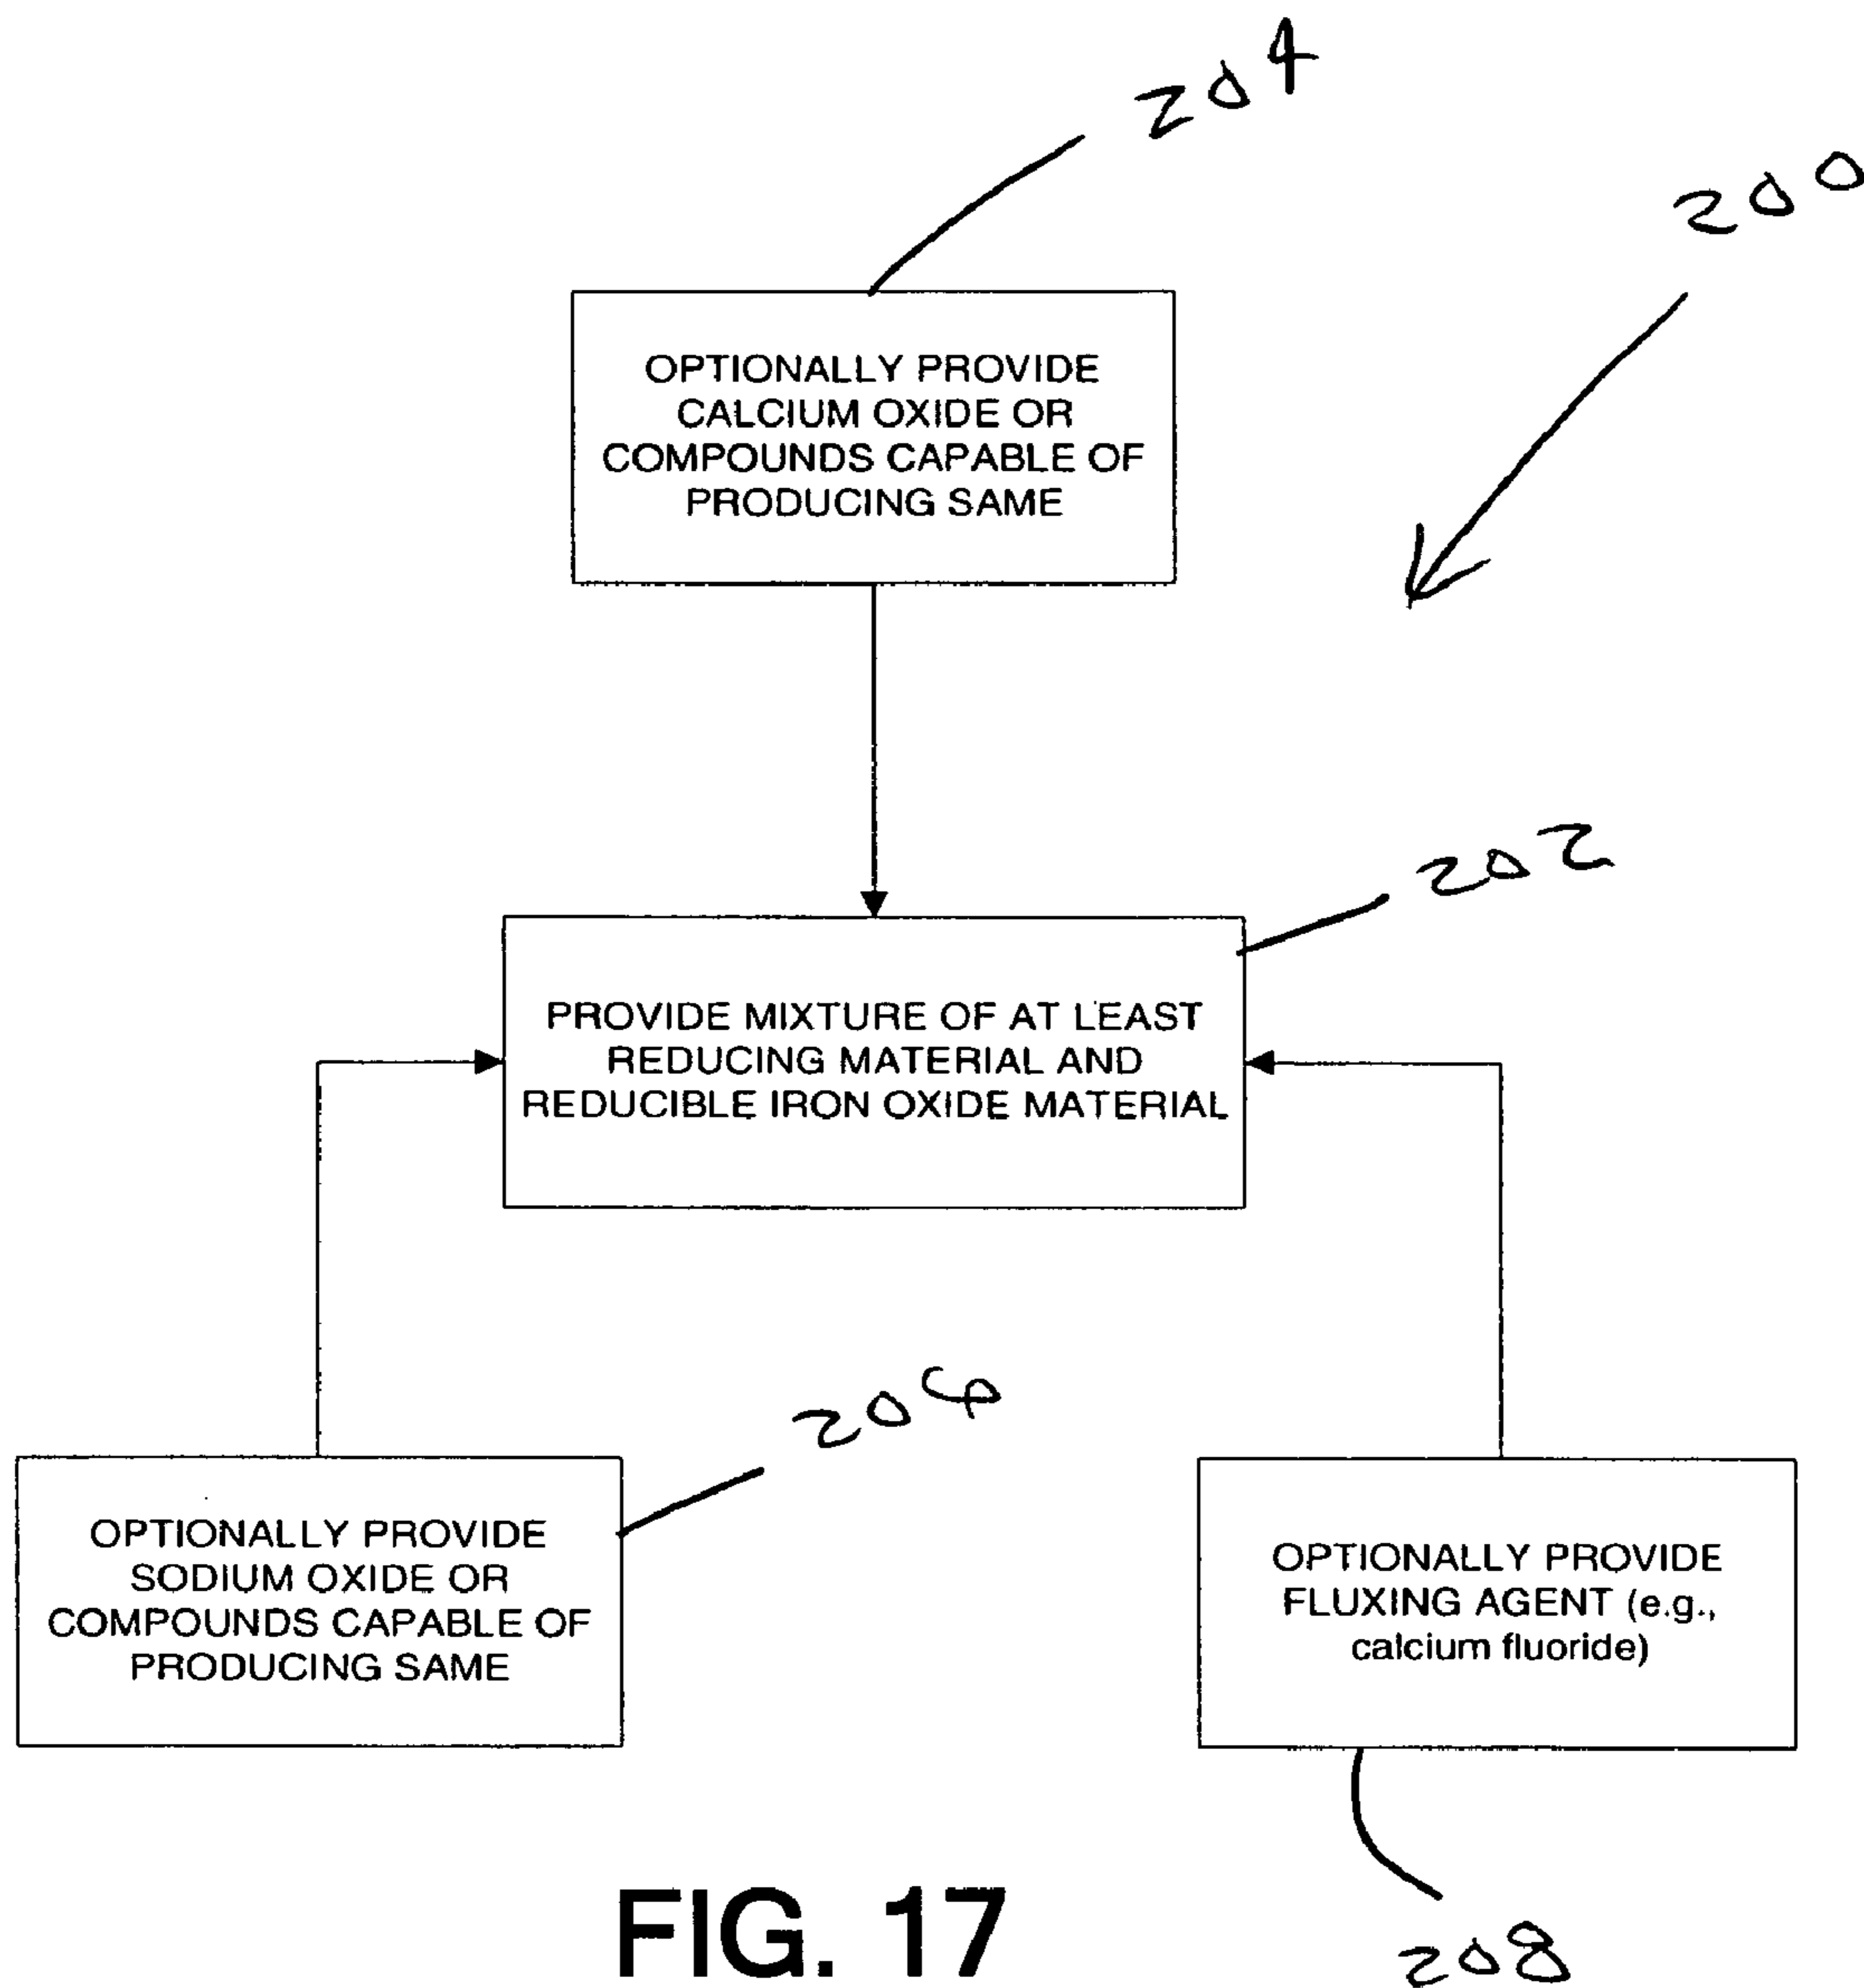 204
200
OPTIONALLY PROVIDE
CALCIUM OXIDE OR
COMPOUNDS CAPABLE OF
PRODUCING SAME
202
PROVIDE MIXTURE OF AT LEAST
REDUCING MATERIAL AND
REDUCIBLE IRON OXIDE MATERIAL
206
OPTIONALLY PROVIDE
SODIUM OXIDE OR
COMPOUNDS CAPABLE OF
PRODUCING SAME
OPTIONALLY PROVIDE
FLUXING AGENT (e.g.,
calcium fluoride)
208
FIG. 17